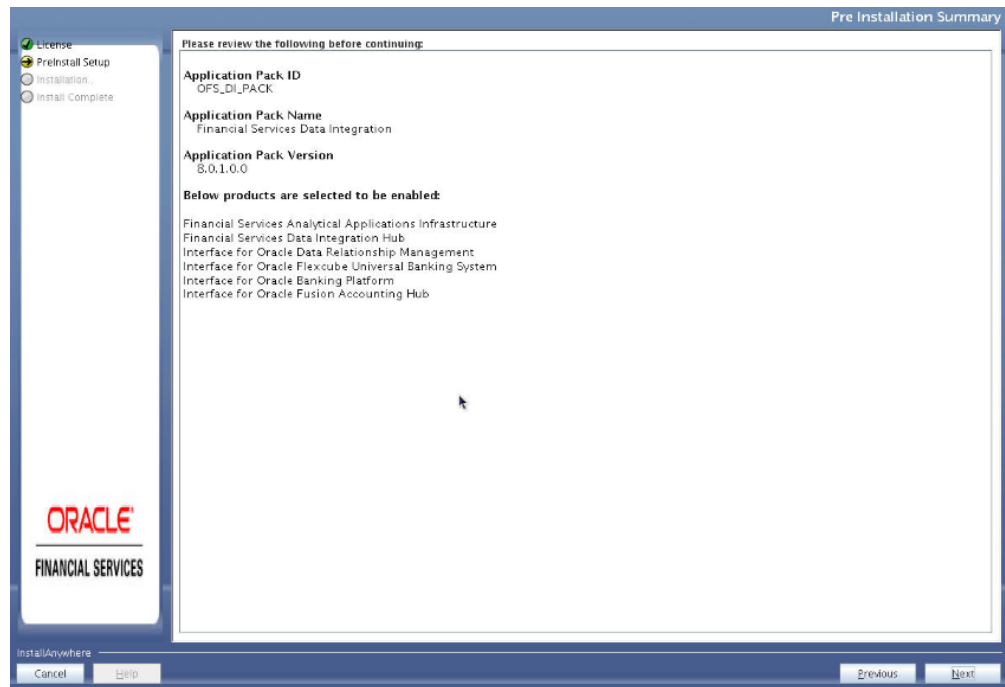 Pre Installation Summary
License
PreInstall Setup
Installation..
Install Complete
Please review the following before continuing:
Application Pack ID
OFS_DI_PACK
Application Pack Name
Financial Services Data Integration
Application Pack Version
8.0.1.0.0
Below products are selected to be enabled:
Financial Services Analytical Applications Infrastructure
Financial Services Data Integration Hub
Interface for Oracle Data Relationship Management
Interface for Oracle Flexcube Universal Banking System
Interface for Oracle Banking Platform
Interface for Oracle Fusion Accounting Hub
ORACLE
FINANCIAL SERVICES
InstallAnywhere
Cancel
Help
Previous
Next